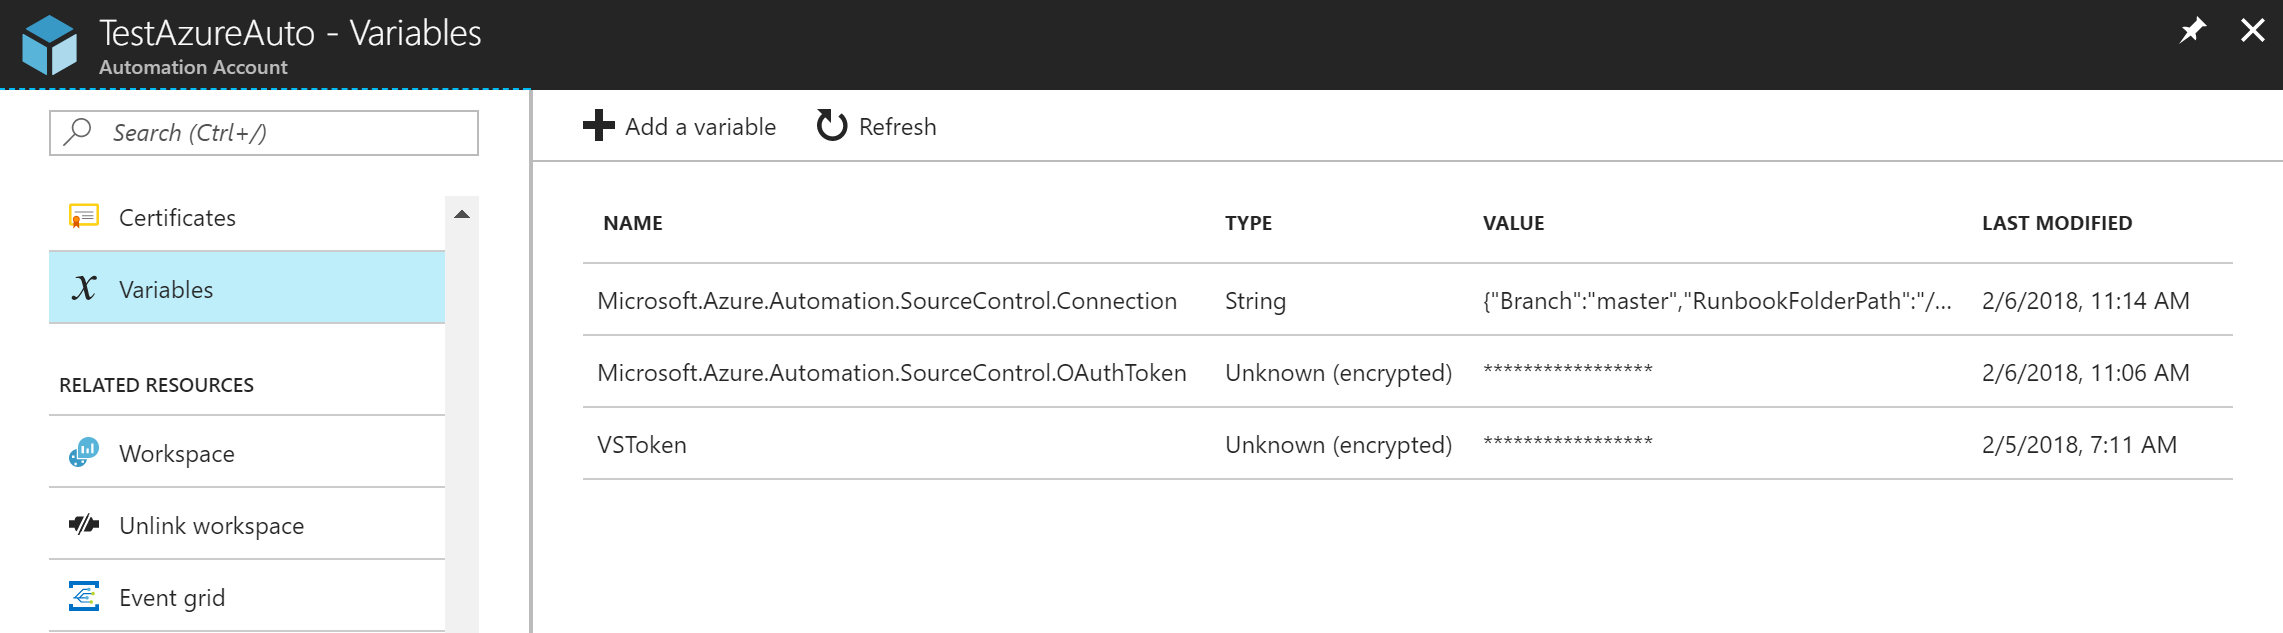 TestAzureAuto - Variables
Automation Account
Search (Ctrl+/)
Certificates
Variables
RELATED RESOURCES
Workspace
Unlink workspace
Event grid
Add a variable
Refresh
NAME TYPE VALUE LAST MODIFIED
Microsoft.Azure.Automation.SourceControl.Connection String {"Branch":"master","RunbookFolderPath":"/... 2/6/2018, 11:14 AM
Microsoft.Azure.Automation.SourceControl.OAuthToken Unknown (encrypted) ***************** 2/6/2018, 11:06 AM
VSToken Unknown (encrypted) ***************** 2/5/2018, 7:11 AM